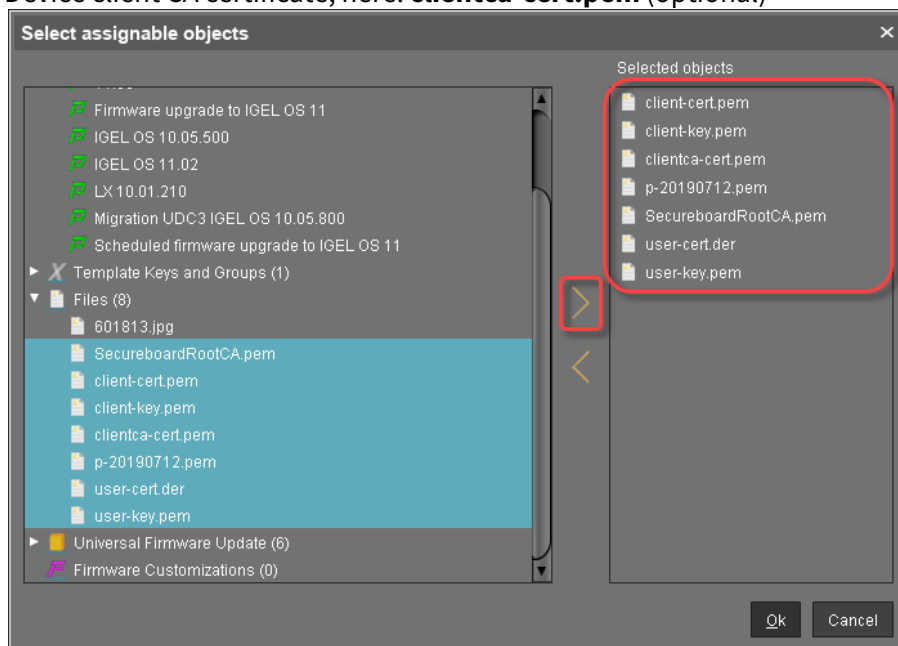 Device client CA certificate, here: clientca-cert.pem (optional)
Select assignable objects
Selected objects
Firmware upgrade to IGEL OS 11
IGEL OS 10.05.500
IGEL OS 11.02
LX 10.01.210
Migration UDC3 IGEL OS 10.05.800
Scheduled firmware upgrade to IGEL OS 11
Template Keys and Groups (1)
Files (8)
601813.jpg
SecureboardRootCA.pem
client-cert.pem
client-key.pem
clientca-cert.pem
p-20190712.pem
user-cert.der
user-key.pem
Universal Firmware Update (6)
Firmware Customizations (0)
client-cert.pem
client-key.pem
clientca-cert.pem
p-20190712.pem
SecureboardRootCA.pem
user-cert.der
user-key.pem
Ok
Cancel